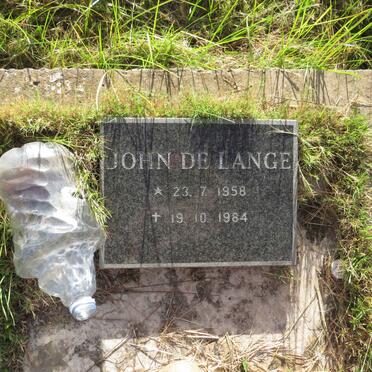 JOHN DE LANGE
* 23. 7. 1958
✝ 19. 10. 1984